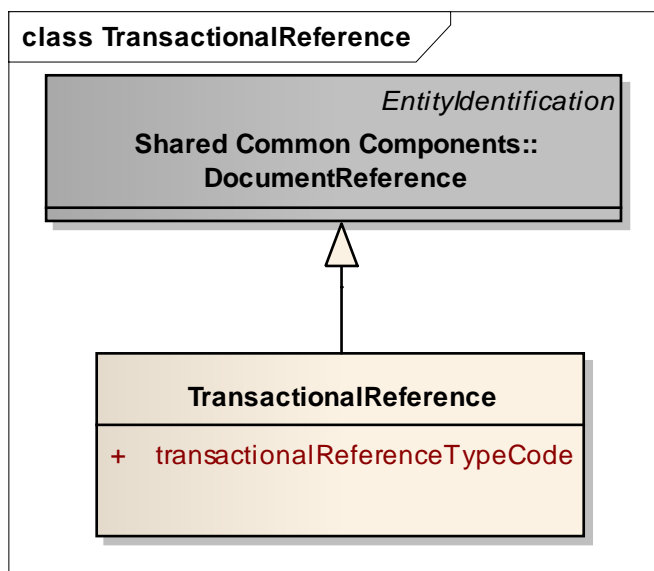 class TransactionalReference
EntityIdentification
Shared Common Components::
DocumentReference
TransactionalReference
+ transactionalReferenceTypeCode